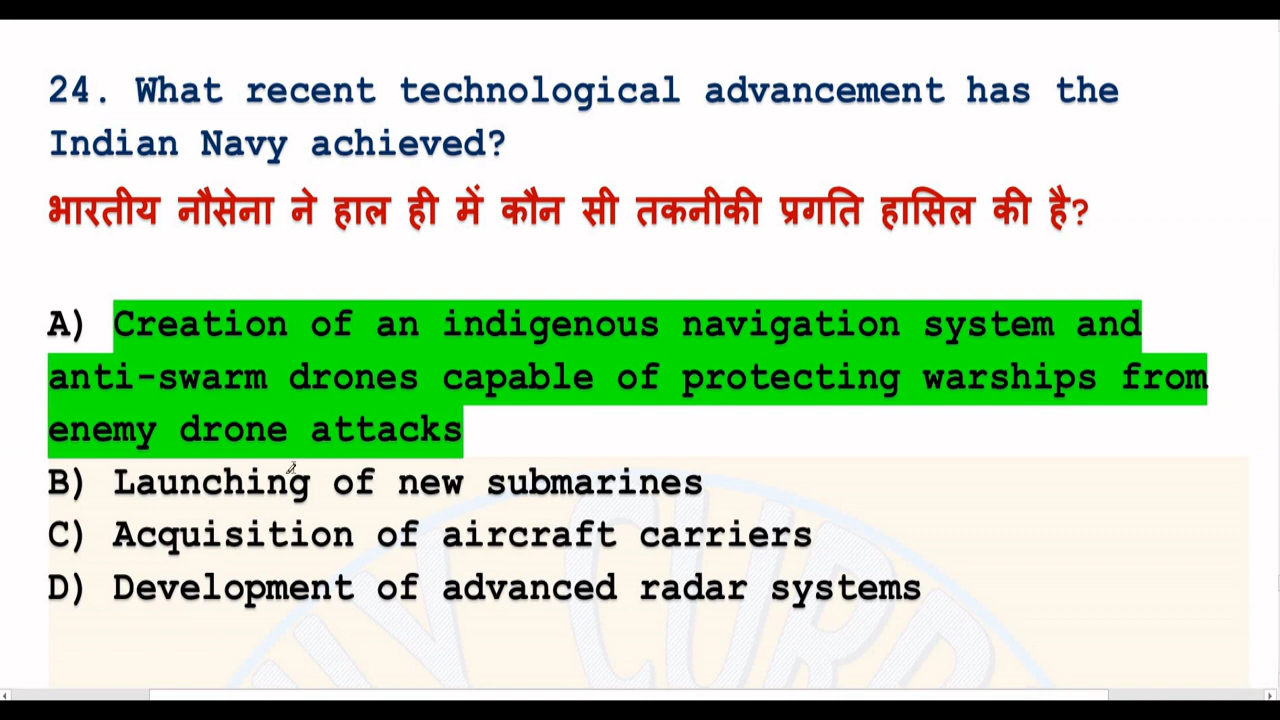 24. What recent technological advancement has the
Indian Navy achieved?
भारतीय नौसेना ने हाल ही में कौन सी तकनीकी प्रगति हासिल की है?
A) Creation of an indigenous navigation system and
anti-swarm drones capable of protecting warships from
enemy drone attacks
B) Launching of new submarines
C) Acquisition of aircraft carriers
D) Development of advanced radar systems